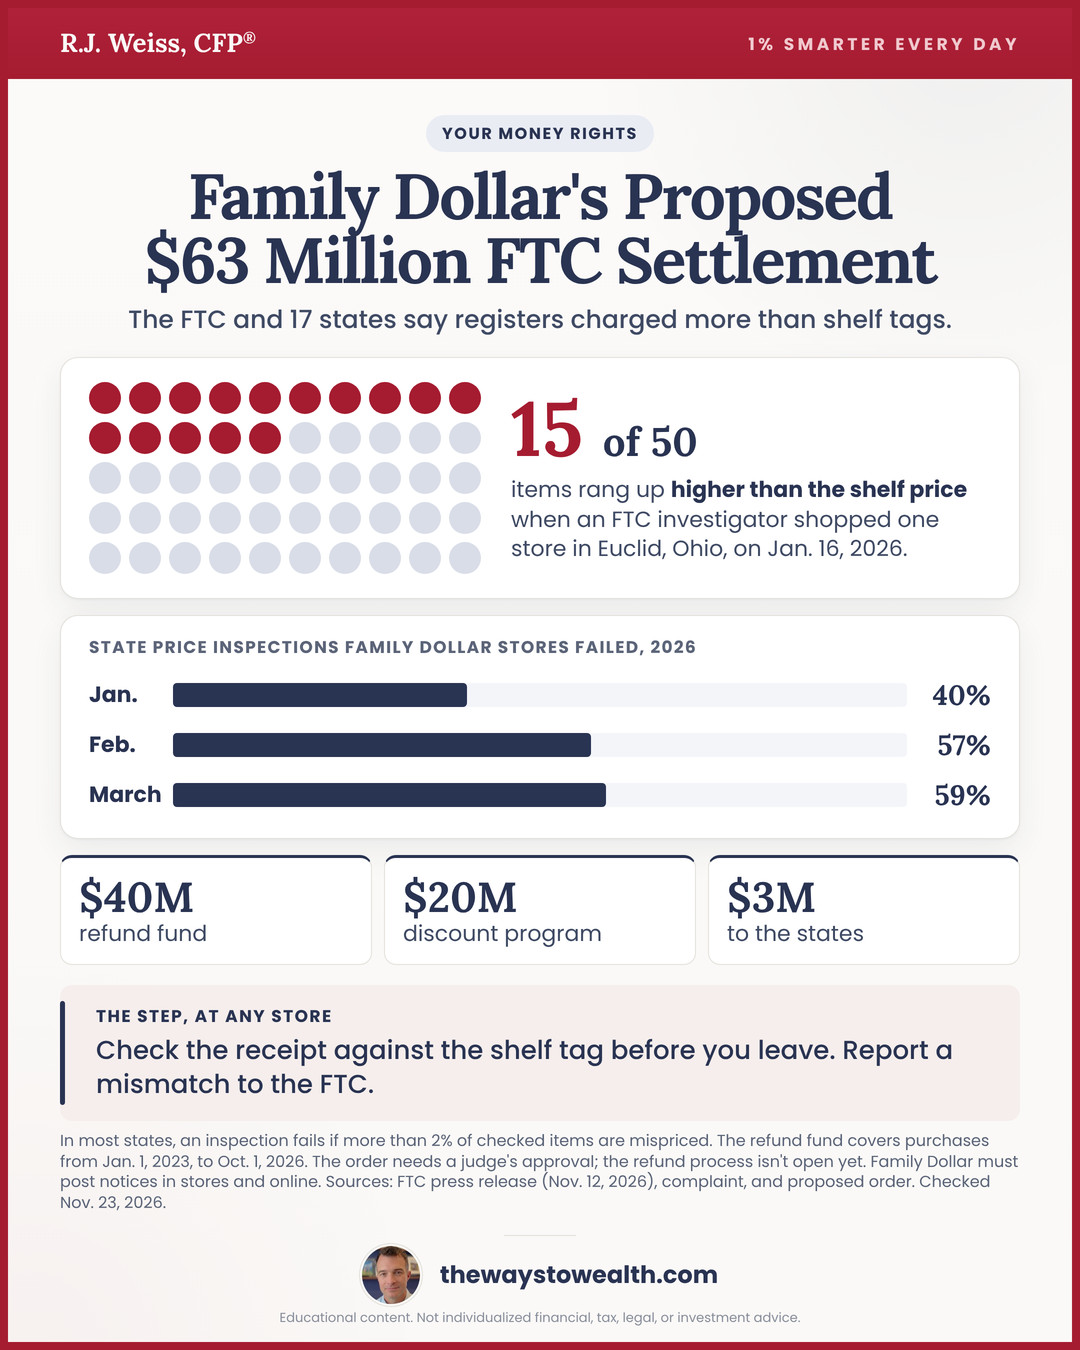 R.J. Weiss, CFP®
1% SMARTER EVERY DAY
YOUR MONEY RIGHTS
Family Dollar's Proposed
$63 Million FTC Settlement
The FTC and 17 states say registers charged more than shelf tags.
15 of 50
items rang up higher than the shelf price
when an FTC investigator shopped one
store in Euclid, Ohio, on Jan. 16, 2026.
STATE PRICE INSPECTIONS FAMILY DOLLAR STORES FAILED, 2026
Jan. 40%
Feb. 57%
March 59%
$40M
refund fund
$20M
discount program
$3M
to the states
THE STEP, AT ANY STORE
Check the receipt against the shelf tag before you leave. Report a
mismatch to the FTC.
In most states, an inspection fails if more than 2% of checked items are mispriced. The refund fund covers purchases
from Jan. 1, 2023, to Oct. 1, 2026. The order needs a judge's approval; the refund process isn't open yet. Family Dollar must
post notices in stores and online. Sources: FTC press release (Nov. 12, 2026), complaint, and proposed order. Checked
Nov. 23, 2026.
thewaystowealth.com
Educational content. Not individualized financial, tax, legal, or investment advice.